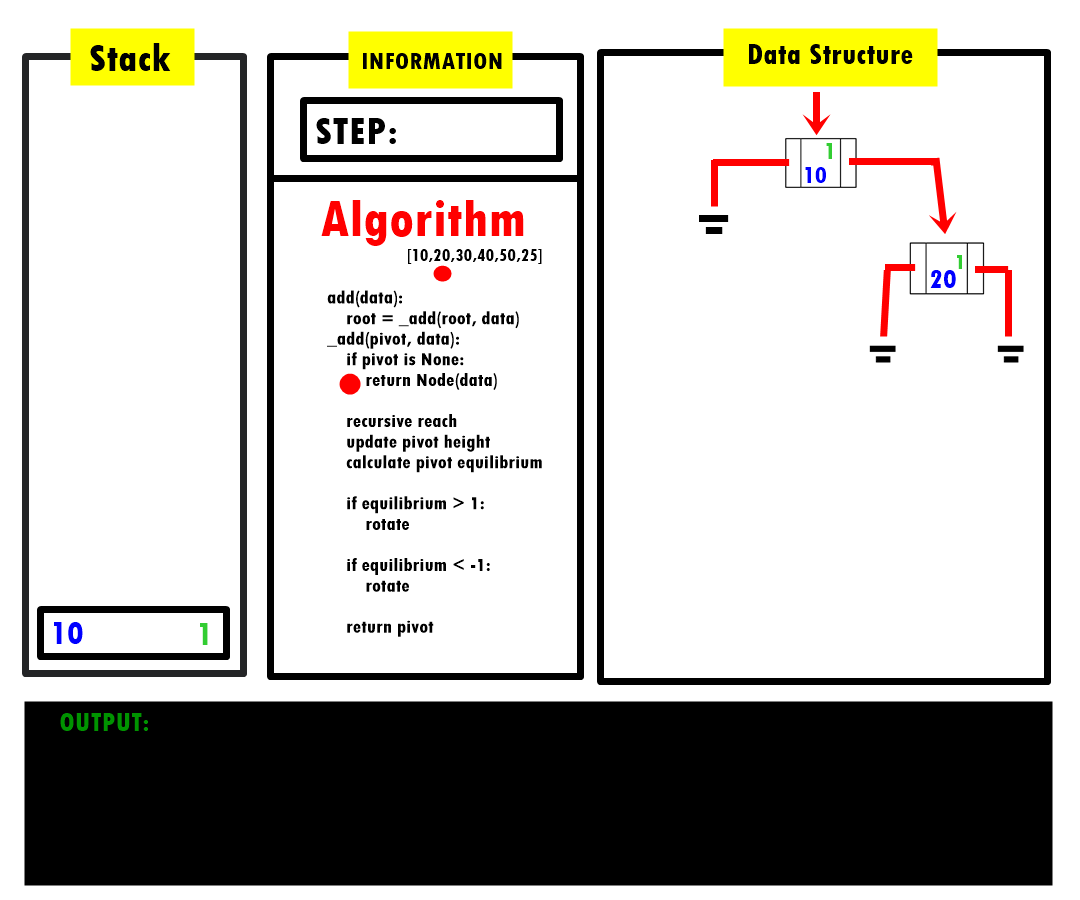 Stack
10 1
INFORMATION
STEP:
Algorithm
[10,20,30,40,50,25]
add(data):
root = _add(root, data)
_add(pivot, data):
if pivot is None:
return Node(data)
recursive reach
update pivot height
calculate pivot equilibrium
if equilibrium > 1:
rotate
if equilibrium < -1:
rotate
return pivot
Data Structure
1
10
1
20
OUTPUT: